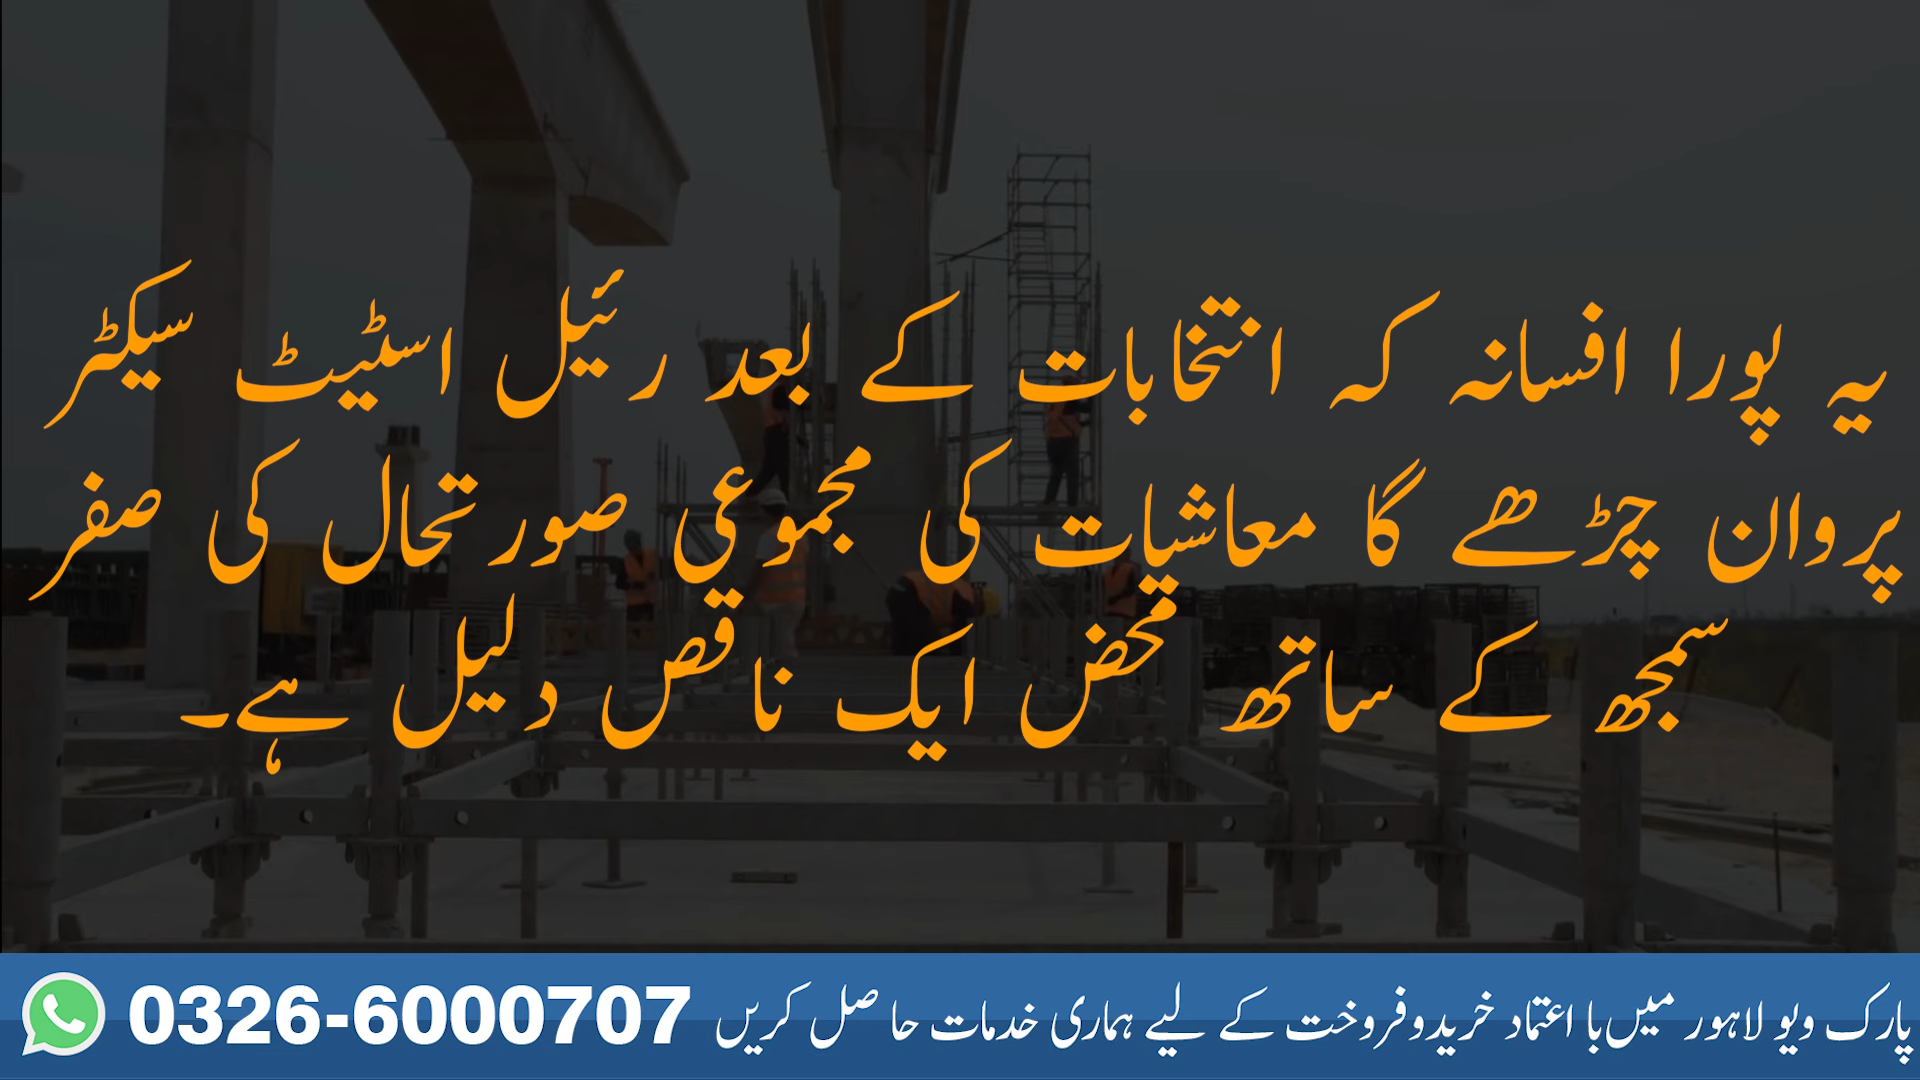 یہ پورا افسانہ کہ انتخابات کے بعد رئیل اسٹیٹ سیکٹر
پروان چڑھے گا معاشیات کی مجموعی صورتحال کی صفر
سمجھ کے ساتھ محض ایک ناقص دلیل ہے۔
پارک ویو لاہور میں با اعتماد خریدوفروخت کے لیے ہماری خدمات حاصل کریں 0326-6000707